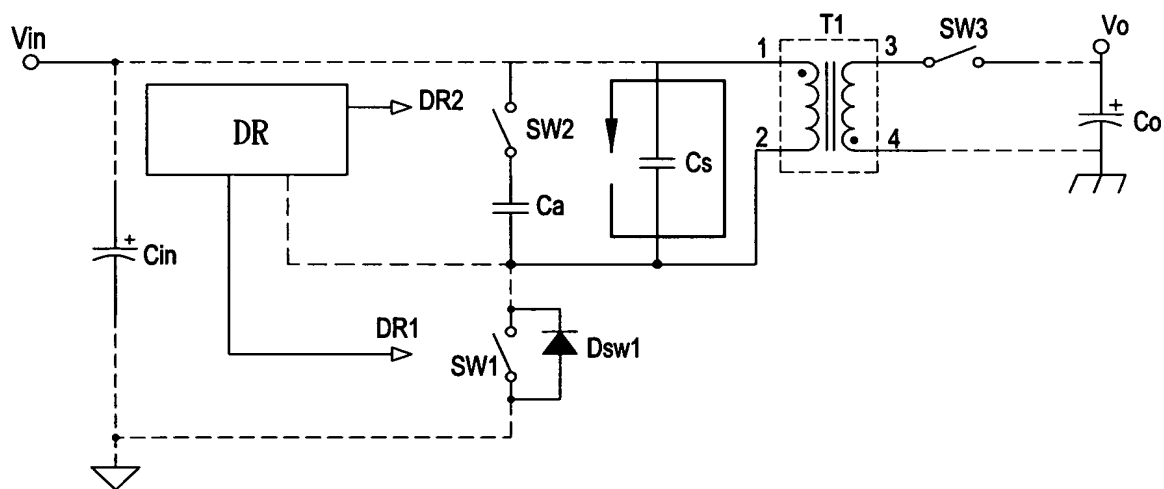 Vin
T1
1
3
SW3
Vo
DR
DR2
SW2
Cs
2
4
+
Co
Ca
+
Cin
DR1
SW1
Dsw1